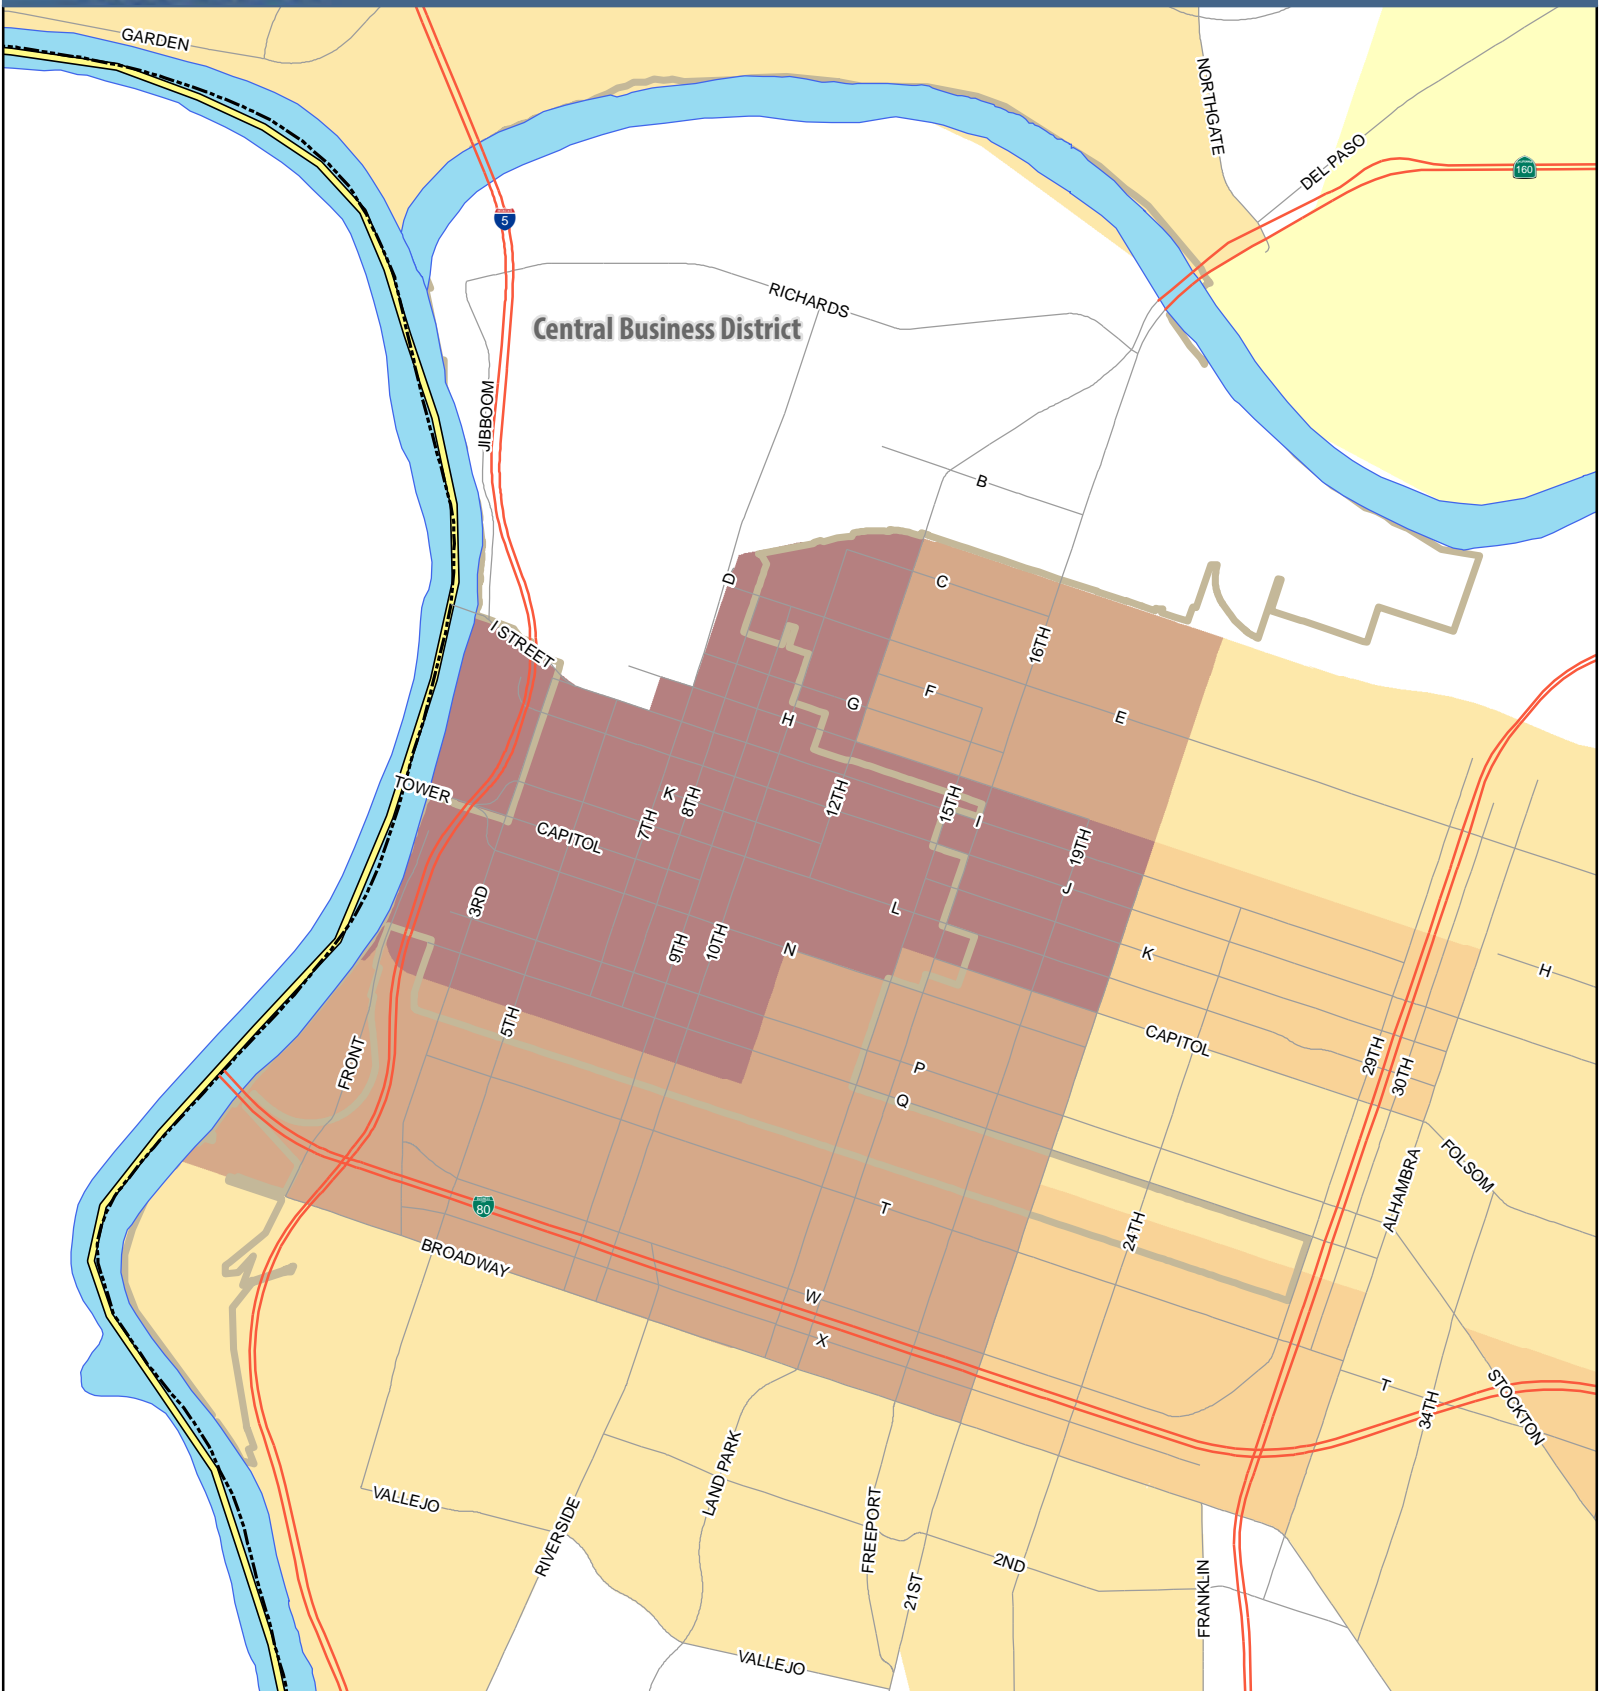 GARDEN
NORTHGATE
DEL PASO
160
5
RICHARDS
Central Business District
JIBBOOM
B
D
C
I STREET
16TH
F
G
E
H
TOWER
K
8TH
12TH
15TH
I
7TH
CAPITOL
19TH
J
3RD
L
9TH
10TH
N
K
H
5TH
CAPITOL
FRONT
P
29TH
30TH
Q
FOLSOM
ALHAMBRA
80
T
24TH
BROADWAY
W
X
T
STOCKTON
34TH
LAND PARK
VALLEJO
RIVERSIDE
FREEPORT
2ND
21ST
FRANKLIN
VALLEJO